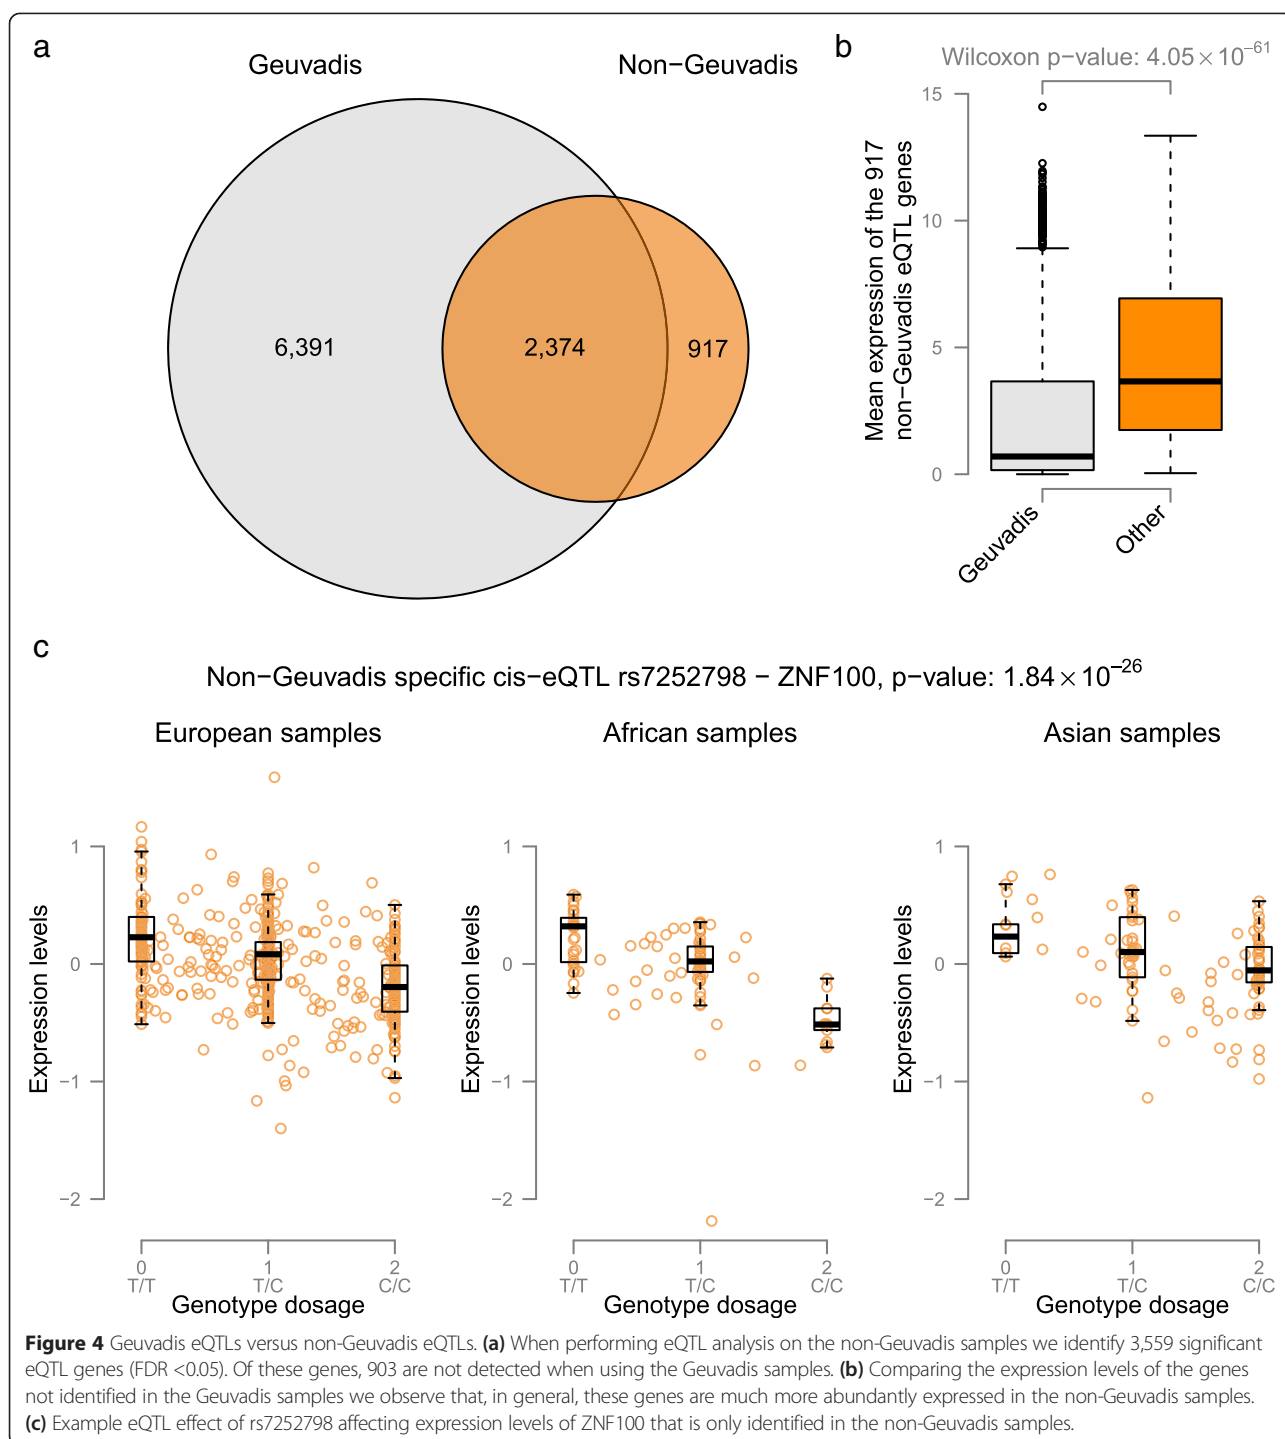 a
Geuvadis
Non−Geuvadis
6,391
2,374
917
b
Wilcoxon p−value: 4.05 × 10−61
Mean expression of the 917
non−Geuvadis eQTL genes
15
10
5
0
Geuvadis
Other
c
Non−Geuvadis specific cis−eQTL rs7252798 − ZNF100, p−value: 1.84 × 10−26
European samples
Expression levels
1
0
−1
−2
0
1
2
T/T
T/C
C/C
Genotype dosage
African samples
Expression levels
1
0
−1
−2
0
1
2
T/T
T/C
C/C
Genotype dosage
Asian samples
Expression levels
1
0
−1
−2
0
1
2
T/T
T/C
C/C
Genotype dosage
Figure 4 Geuvadis eQTLs versus non-Geuvadis eQTLs. (a) When performing eQTL analysis on the non-Geuvadis samples we identify 3,559 significant
eQTL genes (FDR <0.05). Of these genes, 903 are not detected when using the Geuvadis samples. (b) Comparing the expression levels of the genes
not identified in the Geuvadis samples we observe that, in general, these genes are much more abundantly expressed in the non-Geuvadis samples.
(c) Example eQTL effect of rs7252798 affecting expression levels of ZNF100 that is only identified in the non-Geuvadis samples.